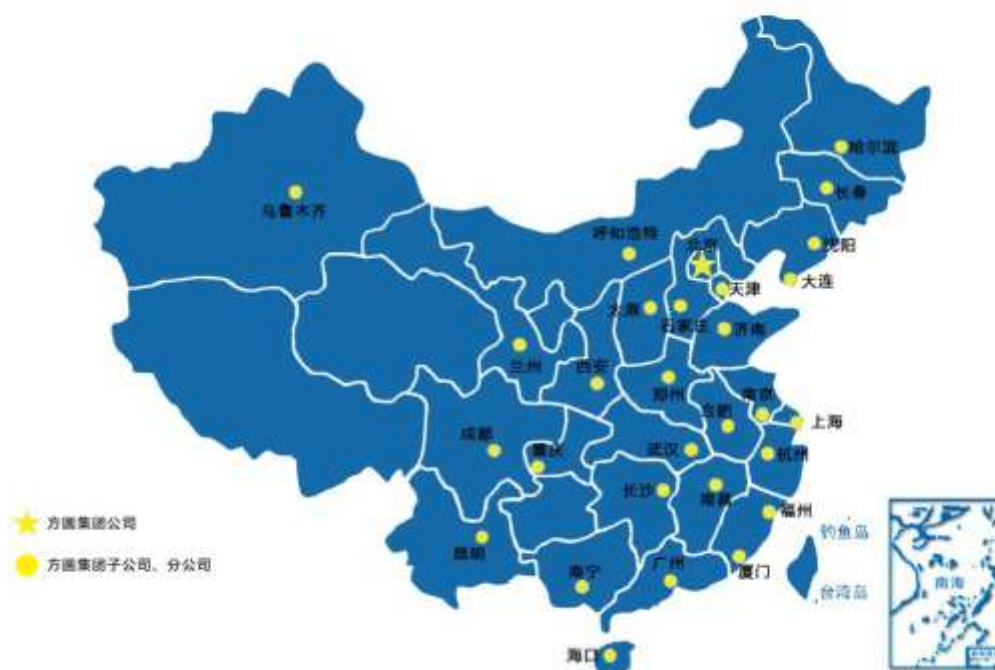 哈尔滨
长春
乌鲁木齐
呼和浩特
北京
沈阳
大连
天津
太原
石家庄
济南
兰州
西安
郑州
南京
合肥
上海
成都
重庆
武汉
杭州
长沙
南昌
福州
方圆集团公司
钓鱼岛
昆明
方圆集团子公司、分公司
南宁
广州
厦门
台湾岛
南海
海口